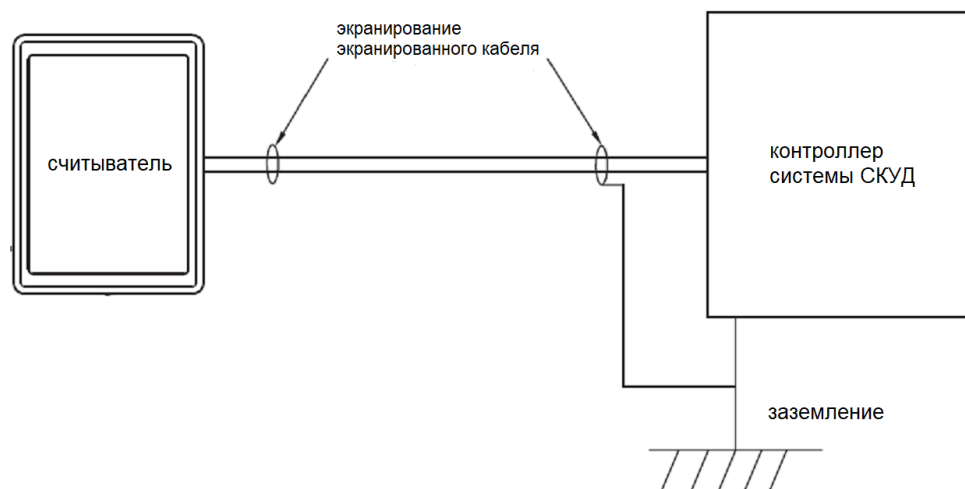 экранирование
экранированного кабеля
считыватель
контроллер
системы СКУД
заземление